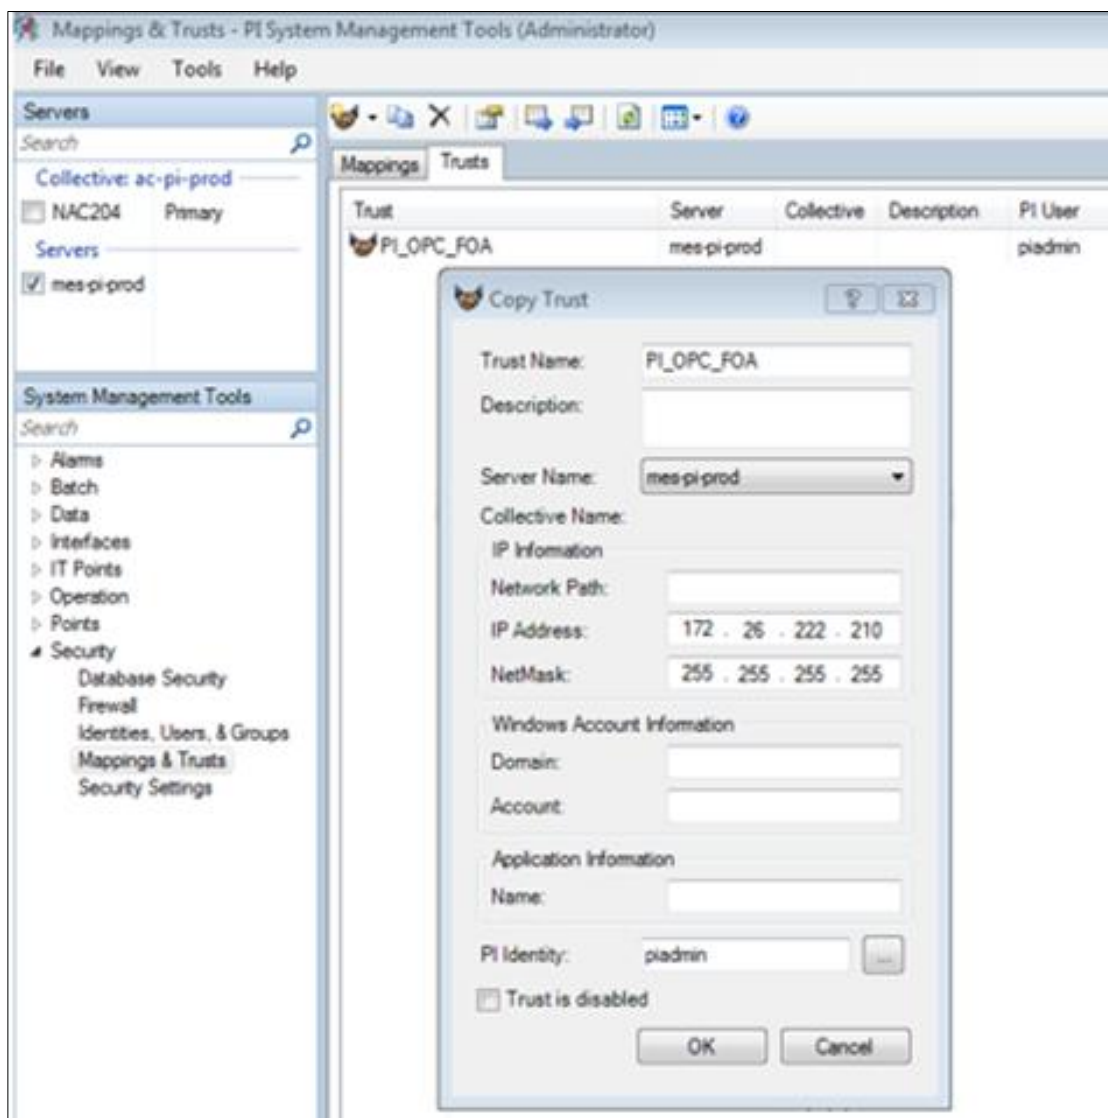 Mappings & Trusts - PI System Management Tools (Administrator)
File View Tools Help
Servers
Search
Collective: ac-pi-prod
NAC204 Primary
Servers
mes-pi-prod
System Management Tools
Search
Alarms
Batch
Data
Interfaces
IT Points
Operation
Points
Security
Database Security
Firewall
Identities, Users, & Groups
Mappings & Trusts
Security Settings
Mappings Trusts
Trust Server Collective Description PI User
PI_OPC_FOA mes-pi-prod piadmin
Copy Trust
Trust Name: PI_OPC_FOA
Description:
Server Name: mes-pi-prod
Collective Name:
IP Information
Network Path:
IP Address: 172 . 26 . 222 . 210
NetMask: 255 . 255 . 255 . 255
Windows Account Information
Domain:
Account:
Application Information
Name:
PI Identity: piadmin ...
Trust is disabled
OK Cancel